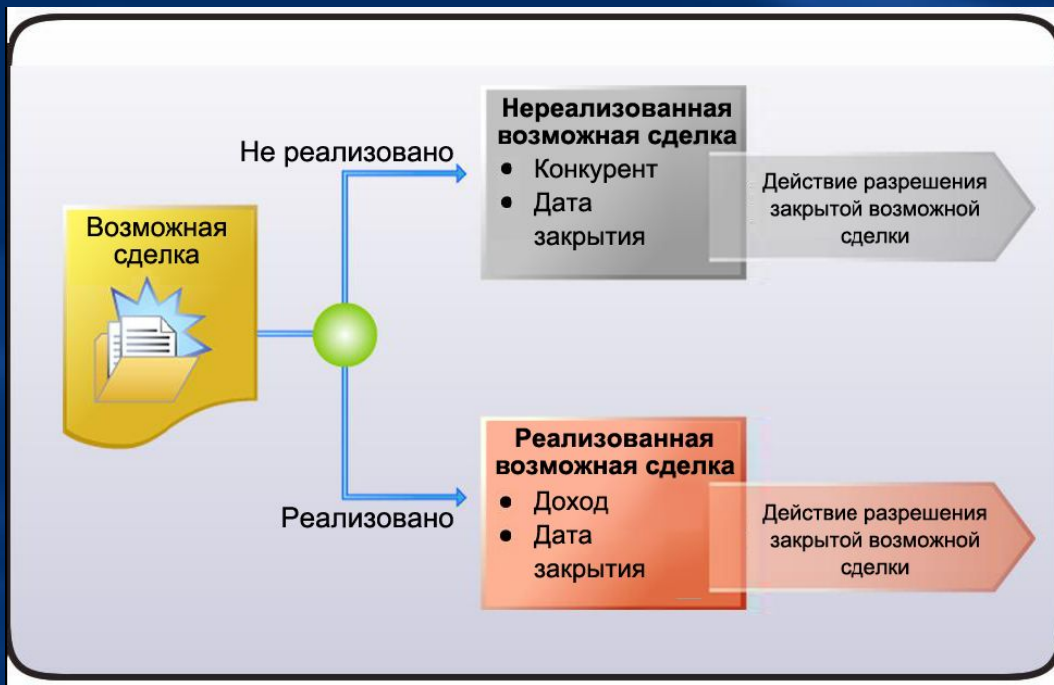 Возможная
сделка
Не реализовано
Нереализованная
возможная сделка
• Конкурент
• Дата
закрытия
Действие разрешения
закрытой возможной
сделки
Реализовано
Реализованная
возможная сделка
• Доход
• Дата
закрытия
Действие разрешения
закрытой возможной
сделки